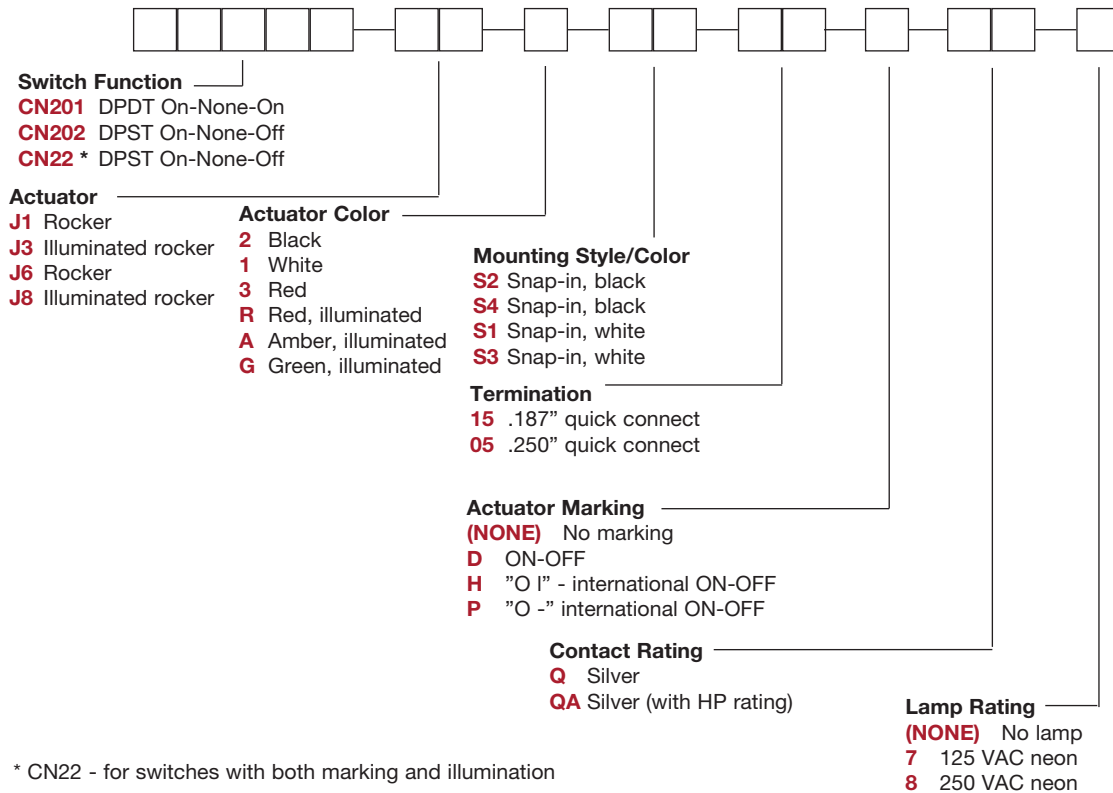 Switch Function
CN201 DPDT On-None-On
CN202 DPST On-None-Off
CN22 * DPST On-None-Off
Actuator
J1 Rocker
J3 Illuminated rocker
J6 Rocker
J8 Illuminated rocker
Actuator Color
2 Black
1 White
3 Red
R Red, illuminated
A Amber, illuminated
G Green, illuminated
Mounting Style/Color
S2 Snap-in, black
S4 Snap-in, black
S1 Snap-in, white
S3 Snap-in, white
Termination
15 .187” quick connect
05 .250” quick connect
Actuator Marking
(NONE) No marking
D ON-OFF
H ”O I” - international ON-OFF
P ”O -” international ON-OFF
Contact Rating
Q Silver
QA Silver (with HP rating)
Lamp Rating
(NONE) No lamp
7 125 VAC neon
8 250 VAC neon
* CN22 - for switches with both marking and illumination